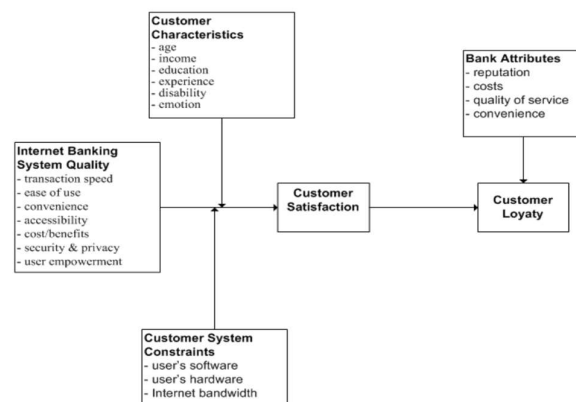 Customer
Characteristics
- age
- income
- education
- experience
- disability
- emotion
Bank Attributes
- reputation
- costs
- quality of service
- convenience
Internet Banking
System Quality
- transaction speed
- ease of use
- convenience
- accessibility
- cost/benefits
- security & privacy
- user empowerment
Customer
Satisfaction
Customer
Loyaty
Customer System
Constraints
- user's software
- user's hardware
- Internet bandwidth